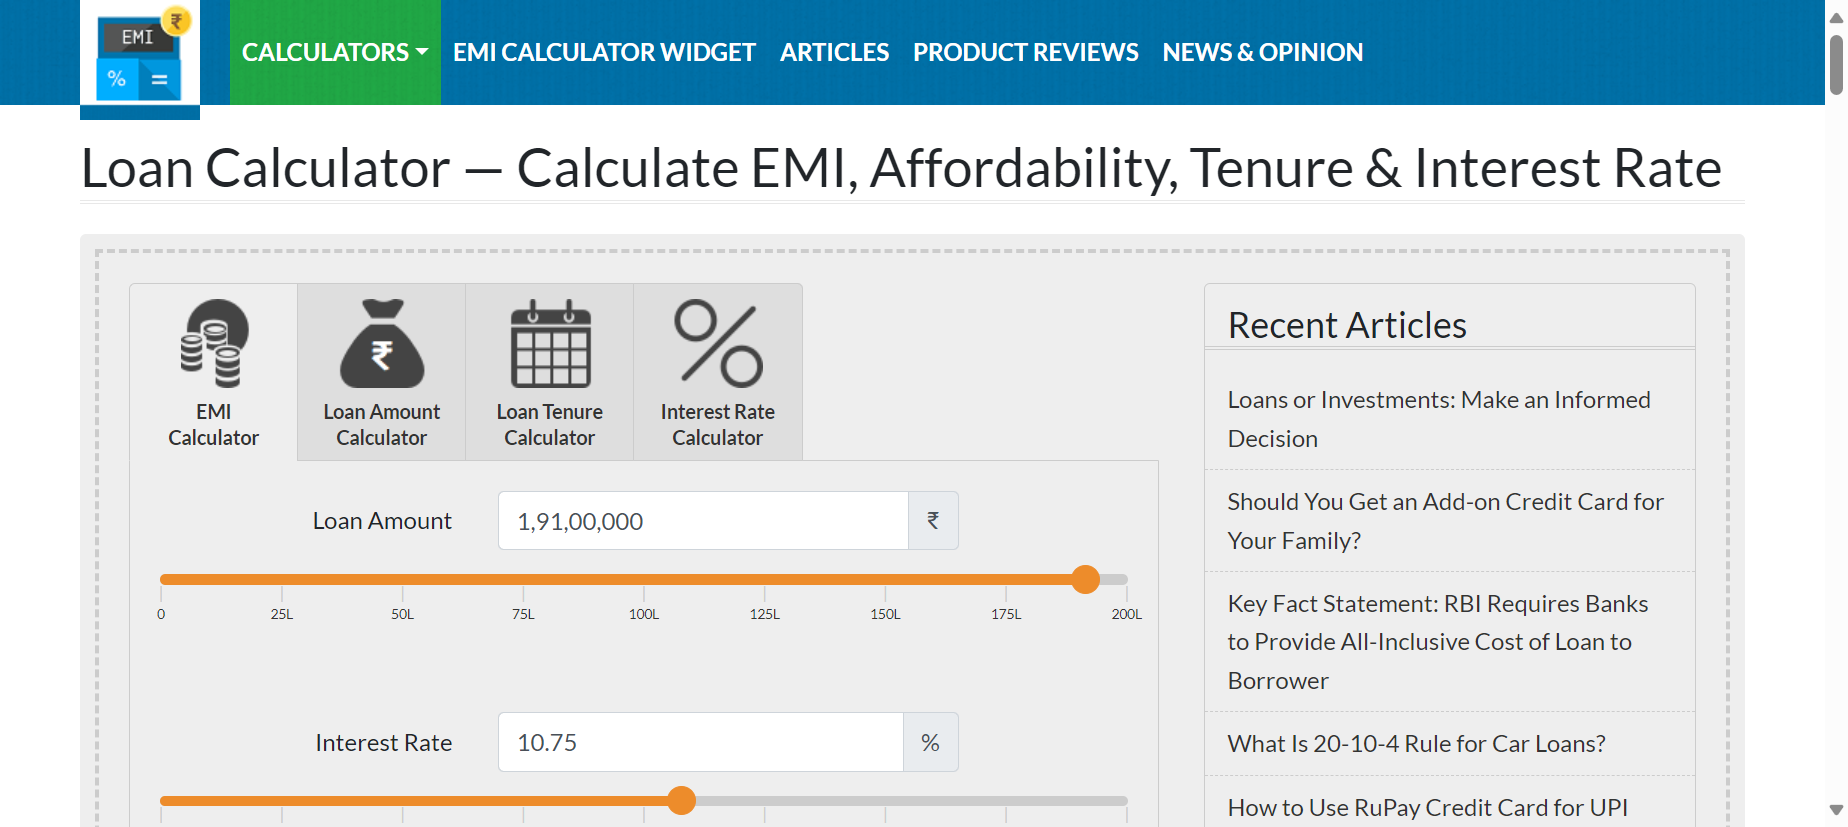 EMI
₹
%
=
CALCULATORS
EMI CALCULATOR WIDGET
ARTICLES
PRODUCT REVIEWS
NEWS & OPINION
Loan Calculator — Calculate EMI, Affordability, Tenure & Interest Rate
EMI
Calculator
₹
Loan Amount
Calculator
Loan Tenure
Calculator
Interest Rate
Calculator
Loan Amount
1,91,00,000
₹
0
25L
50L
75L
100L
125L
150L
175L
200L
Interest Rate
10.75
%
Recent Articles
Loans or Investments: Make an Informed
Decision
Should You Get an Add-on Credit Card for
Your Family?
Key Fact Statement: RBI Requires Banks
to Provide All-Inclusive Cost of Loan to
Borrower
What Is 20-10-4 Rule for Car Loans?
How to Use RuPay Credit Card for UPI